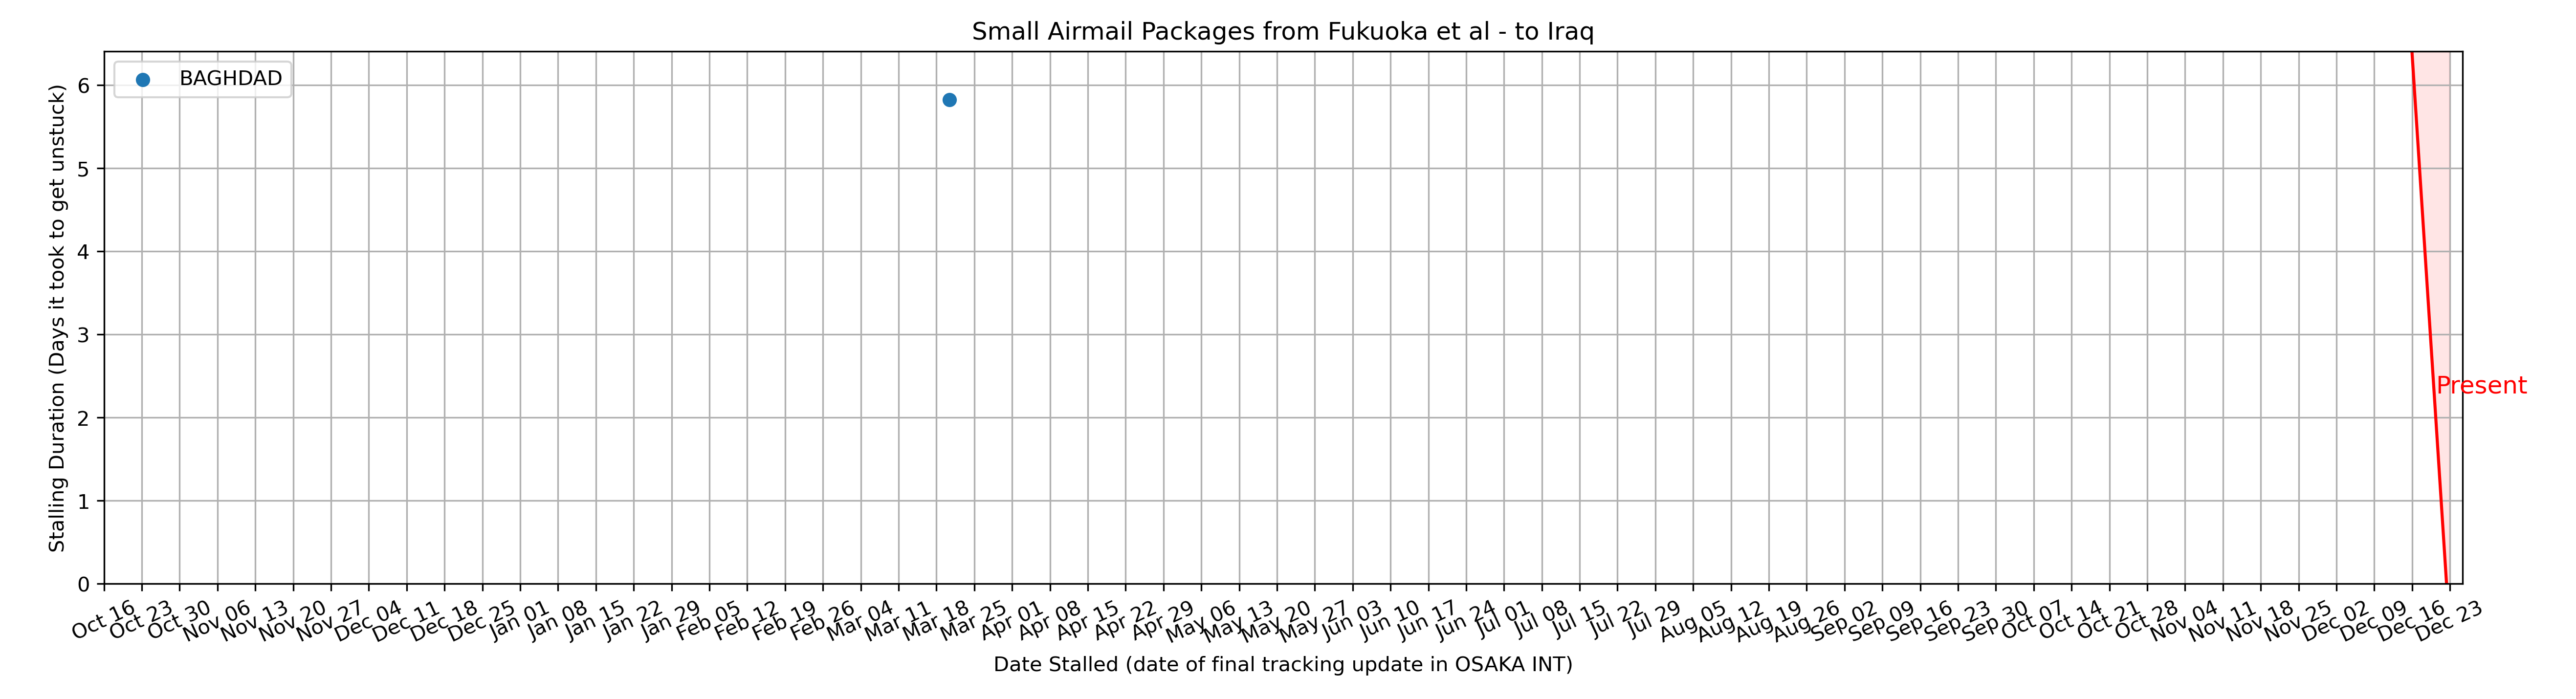 Small Airmail Packages from Fukuoka et al - to Iraq
BAGHDAD
Stalling Duration (Days it took to get unstuck)
6
5
4
3
2
1
0
Present
Oct 16
Oct 23
Oct 30
Nov 06
Nov 13
Nov 20
Nov 27
Dec 04
Dec 11
Dec 18
Dec 25
Jan 01
Jan 08
Jan 15
Jan 22
Jan 29
Feb 05
Feb 12
Feb 19
Feb 26
Mar 04
Mar 11
Mar 18
Mar 25
Apr 01
Apr 08
Apr 15
Apr 22
Apr 29
May 06
May 13
May 20
May 27
Jun 03
Jun 10
Jun 17
Jun 24
Jul 01
Jul 08
Jul 15
Jul 22
Jul 29
Aug 05
Aug 12
Aug 19
Aug 26
Sep 02
Sep 09
Sep 16
Sep 23
Sep 30
Oct 07
Oct 14
Oct 21
Oct 28
Nov 04
Nov 11
Nov 18
Nov 25
Dec 02
Dec 09
Dec 16
Dec 23
Date Stalled (date of final tracking update in OSAKA INT)